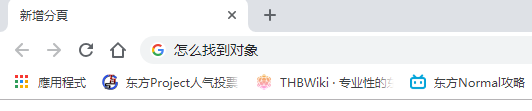 新增分頁
怎么找到对象
應用程式 东方Project人气投票 THBWiki · 专业性的东 东方Normal攻略